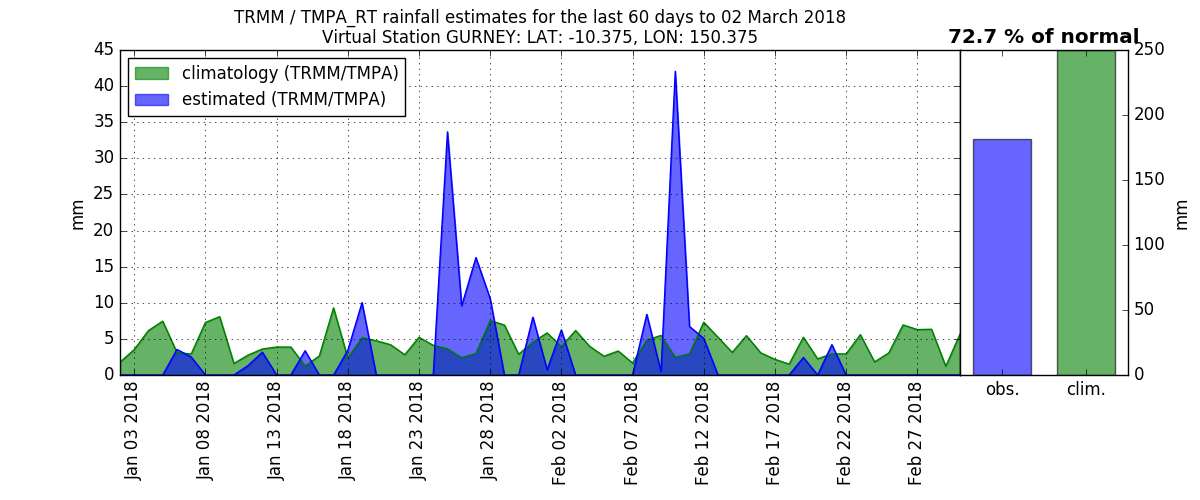 TRMM / TMPA_RT rainfall estimates for the last 60 days to 02 March 2018
Virtual Station GURNEY: LAT: -10.375, LON: 150.375
72.7 % of normal
climatology (TRMM/TMPA)
estimated (TRMM/TMPA)
mm
45
40
35
30
25
20
15
10
5
0
Jan 03 2018
Jan 08 2018
Jan 13 2018
Jan 18 2018
Jan 23 2018
Jan 28 2018
Feb 02 2018
Feb 07 2018
Feb 12 2018
Feb 17 2018
Feb 22 2018
Feb 27 2018
250
200
150
100
50
0
mm
obs.
clim.